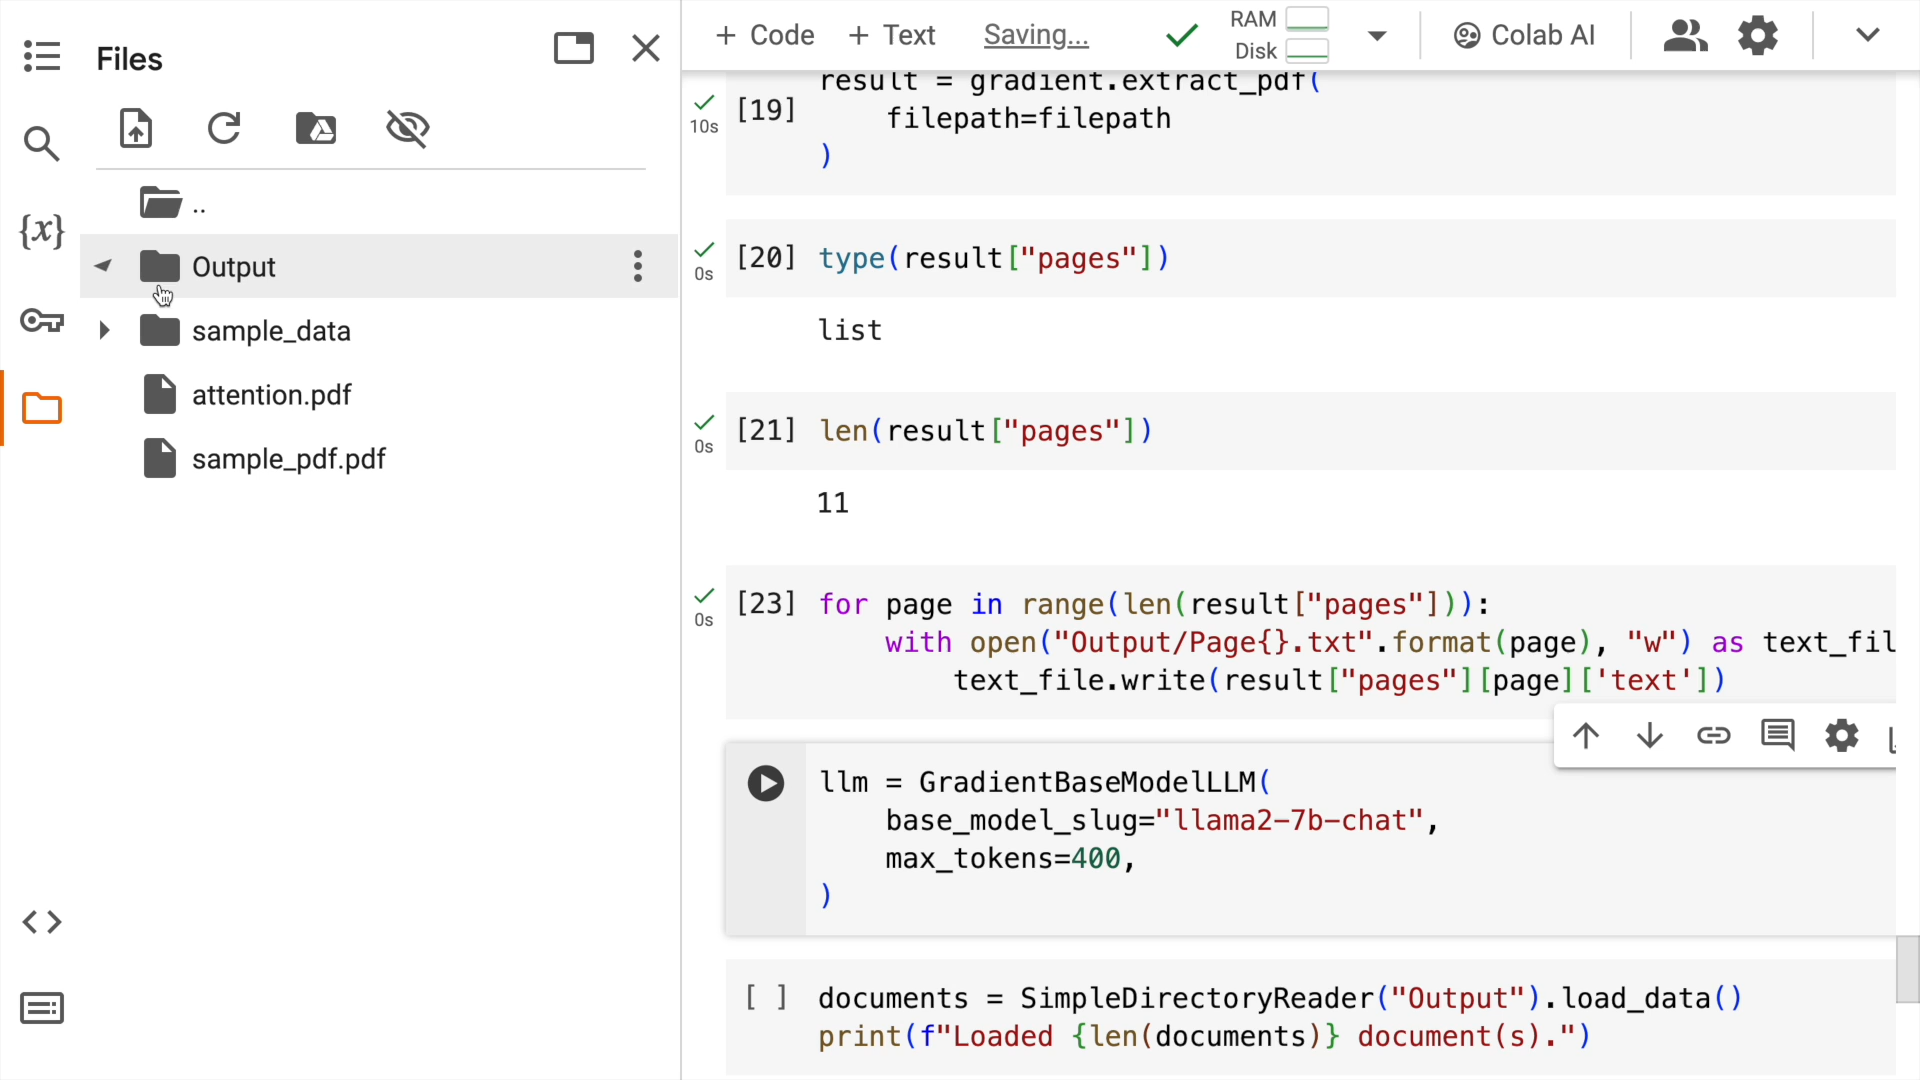 Files
..
Output
sample_data
attention.pdf
sample_pdf.pdf
{x}
+ Code + Text Saving... RAM Disk Colab AI
[19] result = gradient.extract_pdf(
10s filepath=filepath
)
[20] type(result["pages"])
0s
list
[21] len(result["pages"])
0s
11
[23] for page in range(len(result["pages"])):
0s with open("Output/Page{}.txt".format(page), "w") as text_fil
text_file.write(result["pages"][page]['text'])
llm = GradientBaseModelLLM(
base_model_slug="llama2-7b-chat",
max_tokens=400,
)
[ ] documents = SimpleDirectoryReader("Output").load_data()
print(f"Loaded {len(documents)} document(s).")